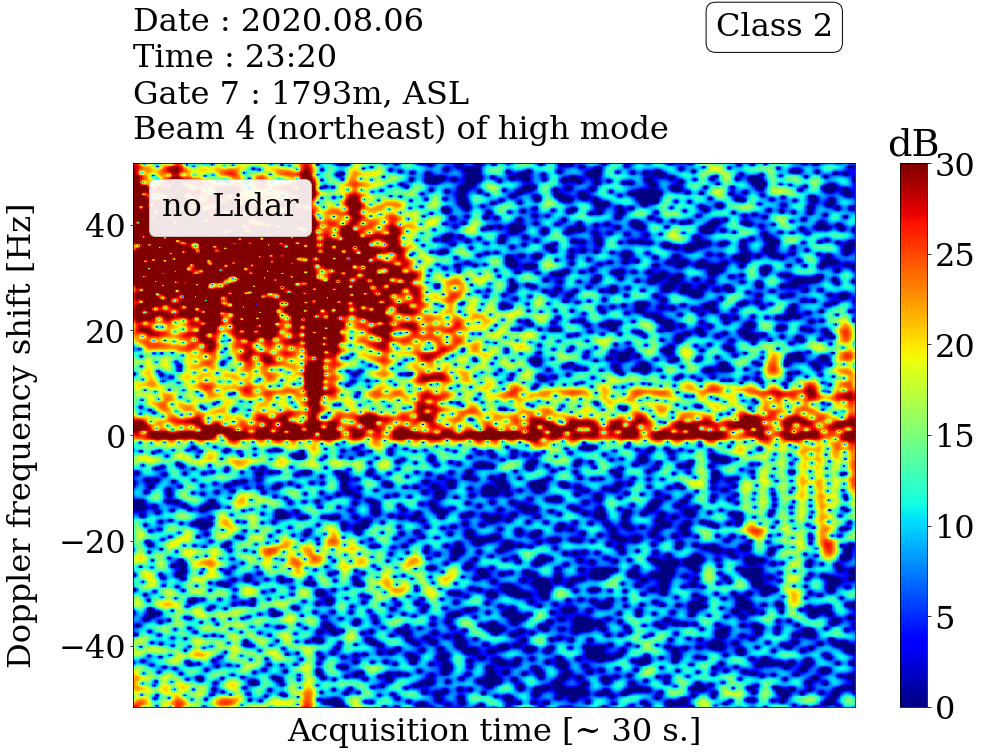 Date : 2020.08.06
Time : 23:20
Gate 7 : 1793m, ASL
Beam 4 (northeast) of high mode
Class 2
dB
no Lidar
Doppler frequency shift [Hz]
40
20
0
−20
−40
Acquisition time [~ 30 s.]
30
25
20
15
10
5
0